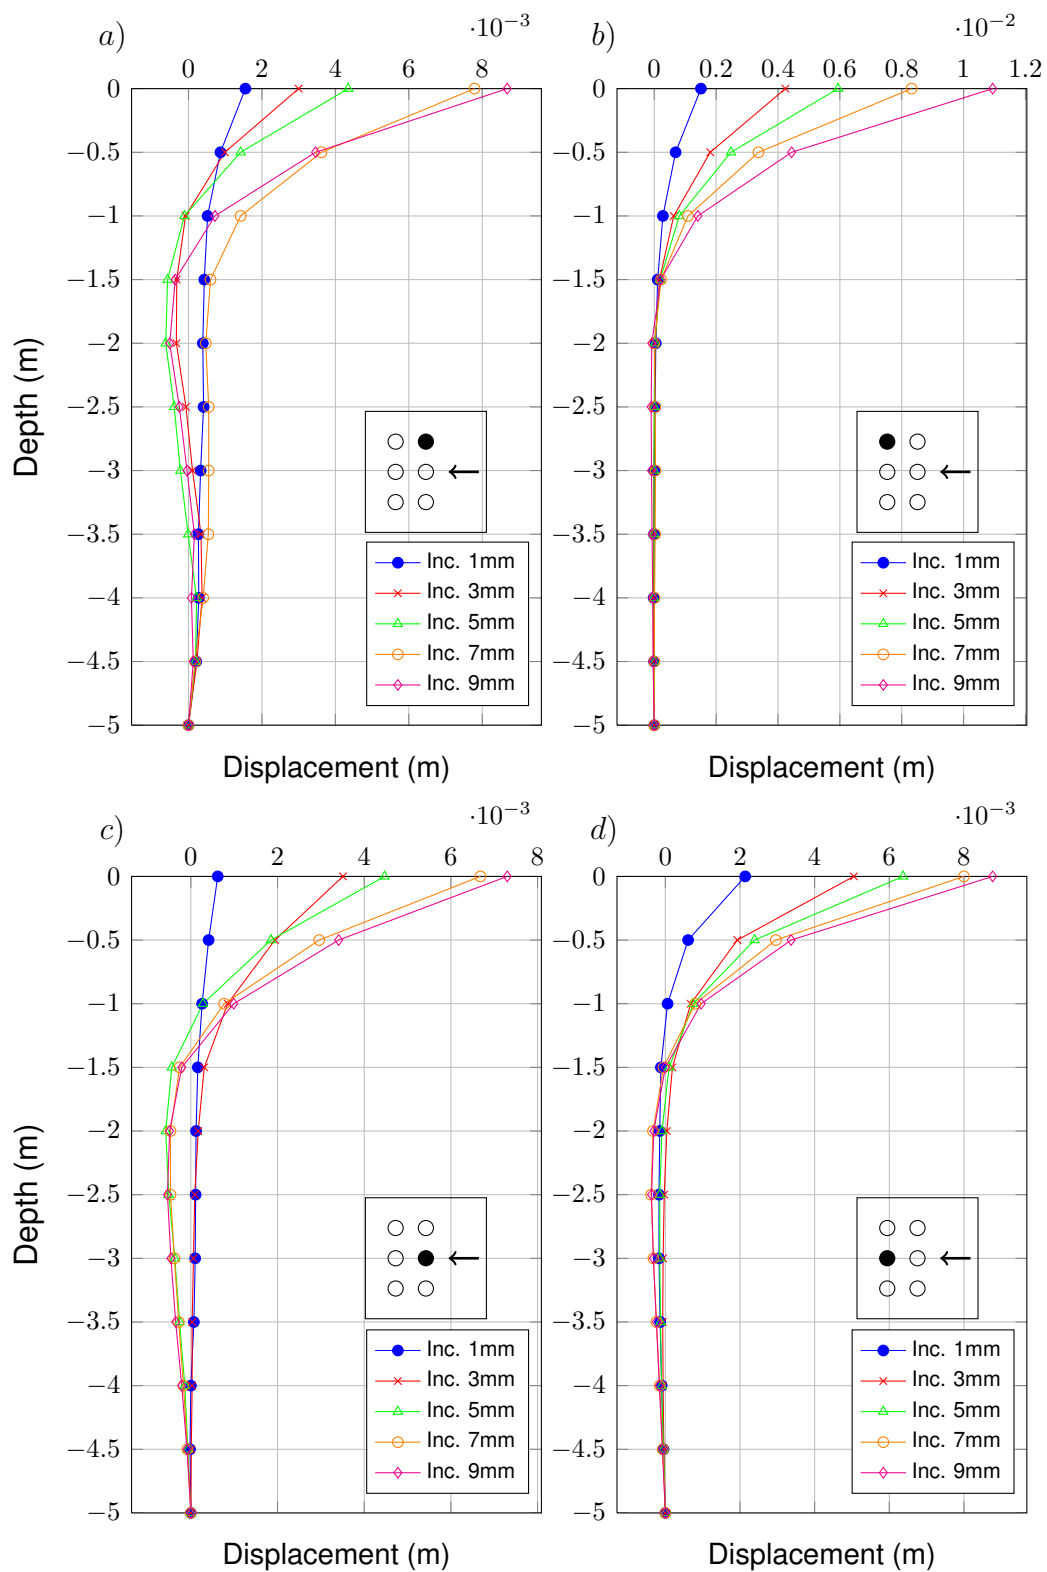 a)
·10⁻³
0 2 4 6 8
0
−0.5
−1
−1.5
−2
−2.5
−3
−3.5
−4
−4.5
−5
Depth (m)
Inc. 1mm
Inc. 3mm
Inc. 5mm
Inc. 7mm
Inc. 9mm
Displacement (m)
b)
·10⁻²
0 0.2 0.4 0.6 0.8 1 1.2
0
−0.5
−1
−1.5
−2
−2.5
−3
−3.5
−4
−4.5
−5
Inc. 1mm
Inc. 3mm
Inc. 5mm
Inc. 7mm
Inc. 9mm
Displacement (m)
c)
·10⁻³
0 2 4 6 8
0
−0.5
−1
−1.5
−2
−2.5
−3
−3.5
−4
−4.5
−5
Depth (m)
Inc. 1mm
Inc. 3mm
Inc. 5mm
Inc. 7mm
Inc. 9mm
Displacement (m)
d)
·10⁻³
0 2 4 6 8
0
−0.5
−1
−1.5
−2
−2.5
−3
−3.5
−4
−4.5
−5
Inc. 1mm
Inc. 3mm
Inc. 5mm
Inc. 7mm
Inc. 9mm
Displacement (m)